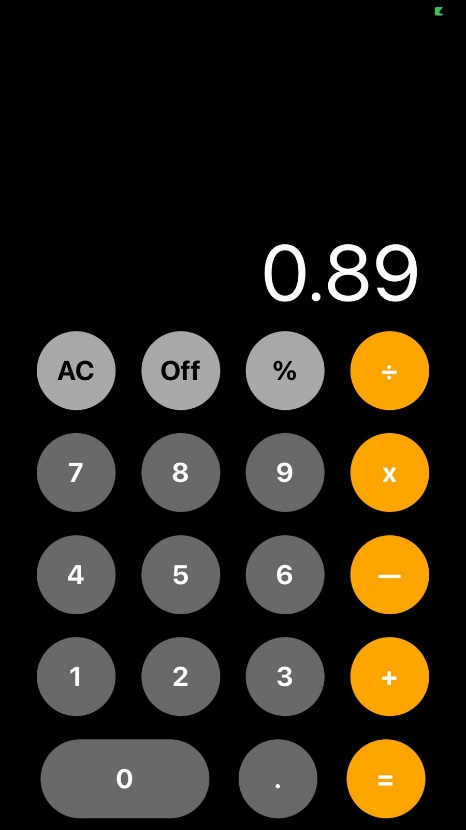 0.89
AC Off % ÷
7 8 9 x
4 5 6 —
1 2 3 +
0 . =